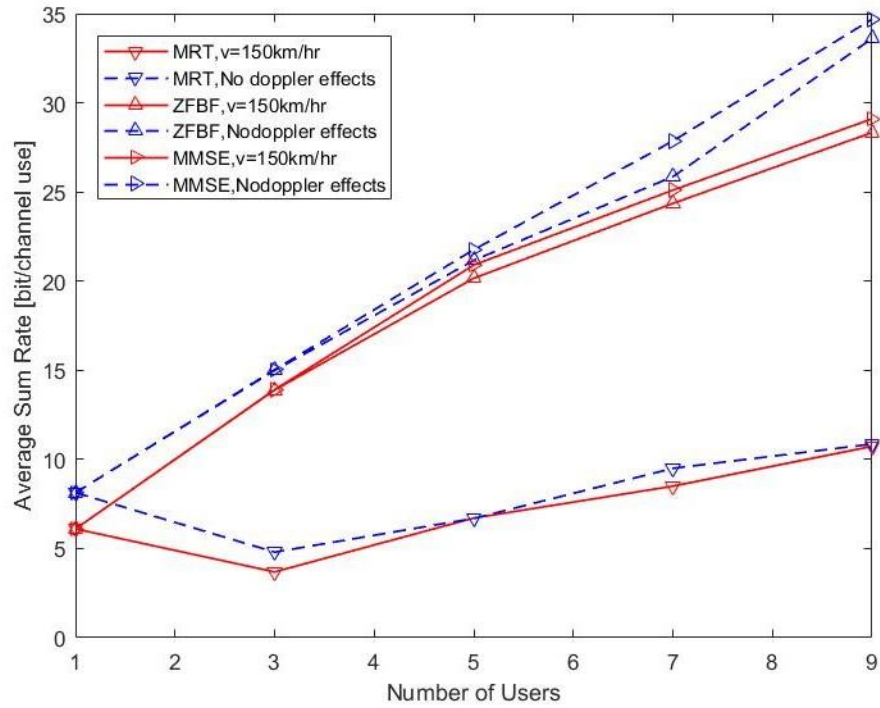 35
30
25
20
15
10
5
0
Average Sum Rate [bit/channel use]
MRT,v=150km/hr
MRT,No doppler effects
ZFBF,v=150km/hr
ZFBF,Nodoppler effects
MMSE,v=150km/hr
MMSE,Nodoppler effects
1 2 3 4 5 6 7 8 9
Number of Users